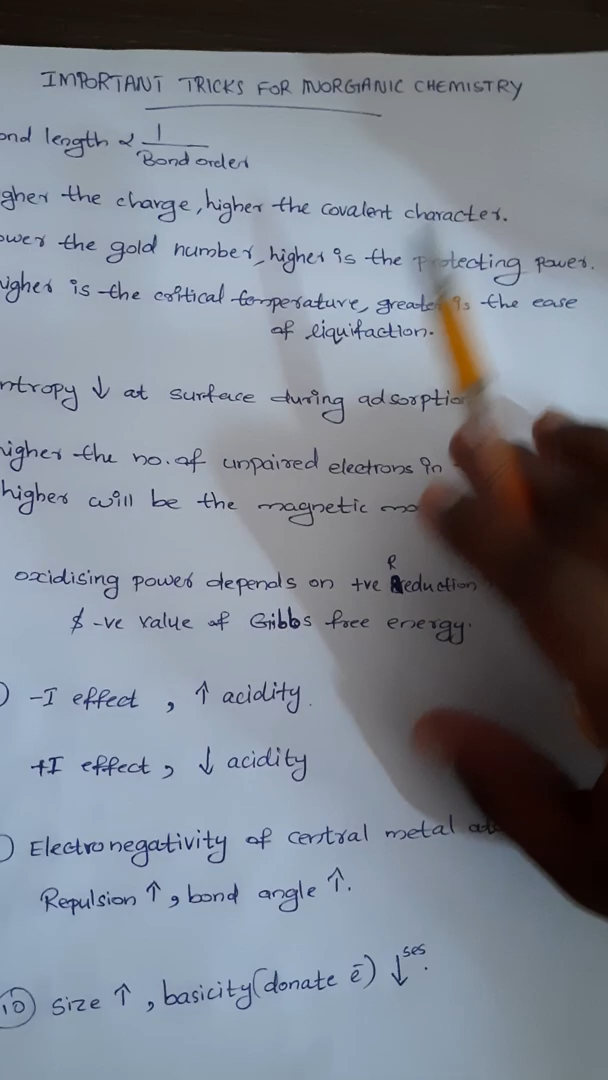 IMPORTANT TRICKS FOR INORGANIC CHEMISTRY
ond length ∝ 1
Bond order
gher the charge, higher the covalent character.
ower the gold number, higher is the protecting power.
igher is the critical temperature, greater is the ease
of liquifaction.
ntropy ↓ at surface during adsorptio
igher the no. of unpaired electrons in
higher will be the magnetic mo
oxidising power depends on +ve Reduction
& -ve value of Gibbs free energy.
) -I effect, ↑ acidity.
+I effect, ↓ acidity
) Electronegativity of central metal at
Repulsion ↑, bond angle ↑.
10 size ↑, basicity (donate ē) ↓ses.